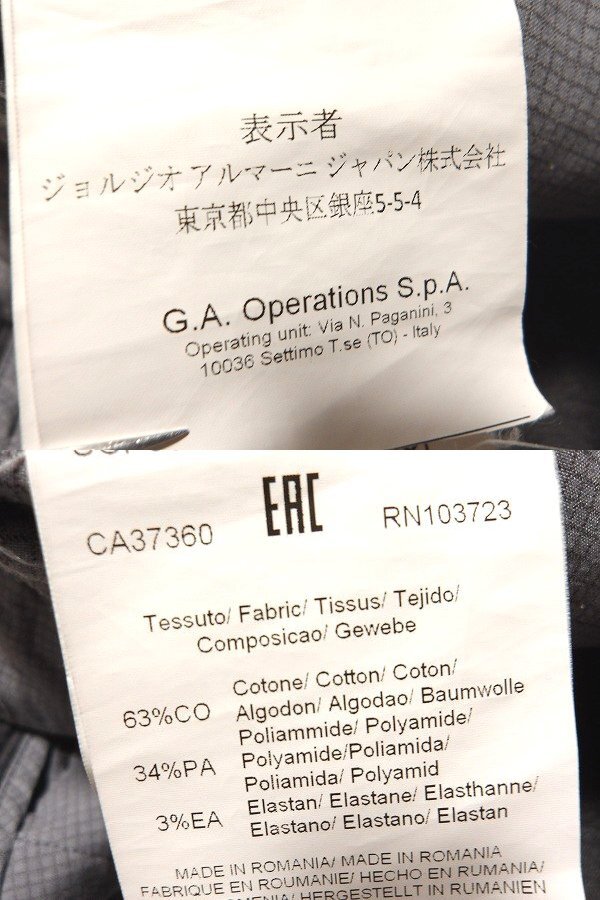 表示者
ジョルジオ アルマーニ ジャパン株式会社
東京都中央区銀座5-5-4
G.A. Operations S.p.A.
Operating unit: Via N. Paganini, 3
10036 Settimo T.se (TO) - Italy
EAC
CA37360
RN103723
Tessuto/ Fabric/ Tissus/ Tejido/
Composicao/ Gewebe
63%CO
Cotone/ Cotton/ Coton/
Algodon/ Algodao/ Baumwolle
34%PA
Poliammide/ Polyamide/
Polyamide/Poliamida/
Poliamida/ Polyamid
3%EA
Elastan/ Elastane/ Elasthanne/
Elastano/ Elastano/ Elastan
MADE IN ROMANIA/ MADE IN ROMANIA
FABRIQUE EN ROUMANIE/ HECHO EN RUMANIA/
HERGESTELLT IN RUMANIEN